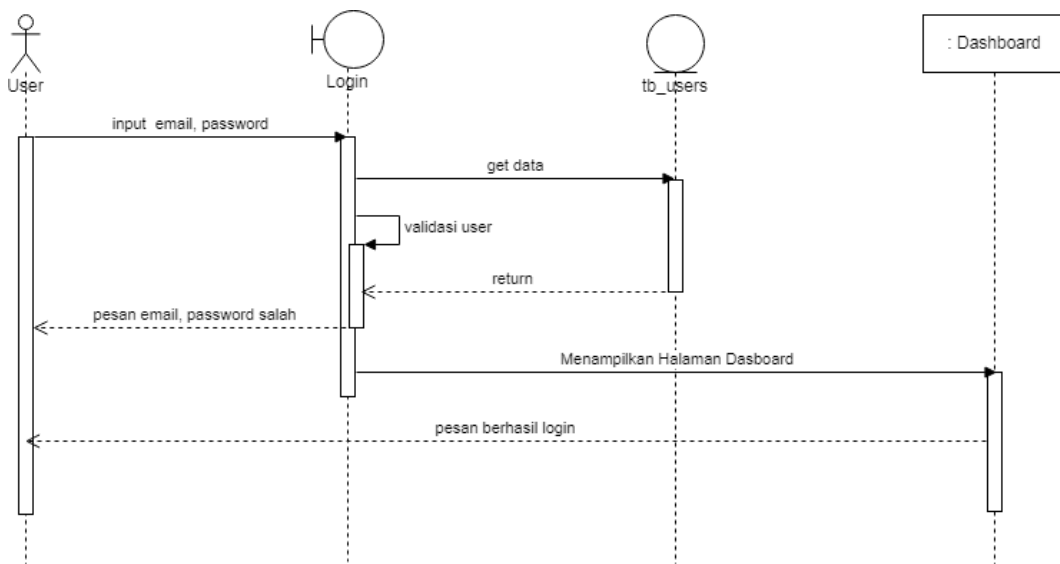 User
Login
tb_users
: Dashboard
input email, password
get data
validasi user
return
pesan email, password salah
Menampilkan Halaman Dasboard
pesan berhasil login